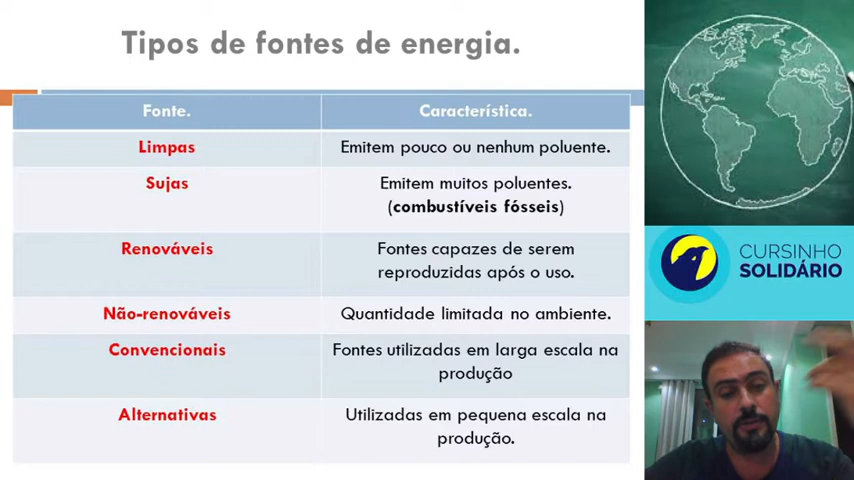 Tipos de fontes de energia.
Fonte.
Característica.
Limpas
Emitem pouco ou nenhum poluente.
Sujas
Emitem muitos poluentes.
(combustíveis fósseis)
Renováveis
Fontes capazes de serem
reproduzidas após o uso.
Não-renováveis
Quantidade limitada no ambiente.
Convencionais
Fontes utilizadas em larga escala na
produção
Alternativas
Utilizadas em pequena escala na
produção.
CURSINHO
SOLIDÁRIO